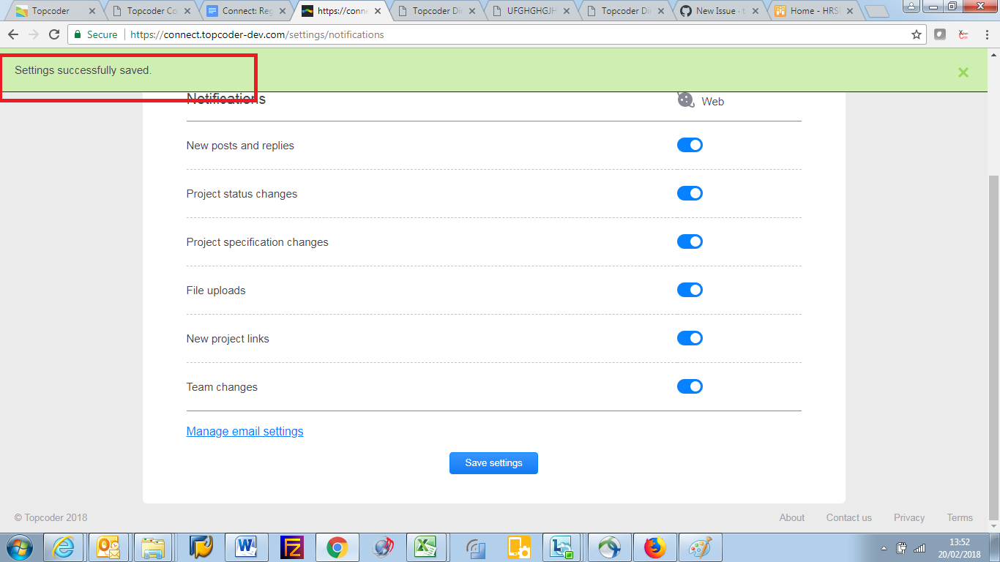 Topcoder
Topcoder Co
Connect: Reg
https://conne
Topcoder Dir
UFGHGHGJH
Topcoder Dir
New Issue · t
Home - HRS
Secure
https://connect.topcoder-dev.com/settings/notifications
Settings successfully saved.
Notifications
Web
New posts and replies
Project status changes
Project specification changes
File uploads
New project links
Team changes
Manage email settings
Save settings
© Topcoder 2018
About
Contact us
Privacy
Terms
13:52
20/02/2018